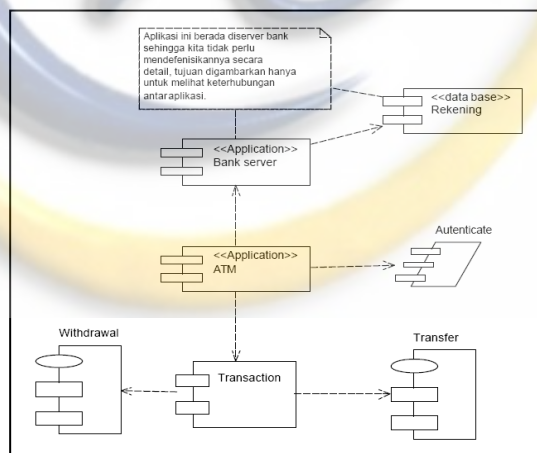 Aplikasi ini berada diserver bank
sehingga kita tidak perlu
mendefenisikannya secara
detail, tujuan digambarkan hanya
untuk melihat keterhubungan
antaraplikasi.
<<data base>>
Rekening
<<Application>>
Bank server
Autenticate
<<Application>>
ATM
Withdrawal
Transfer
Transaction